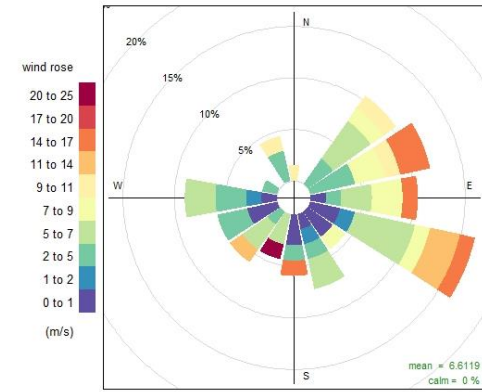 20%
N
15%
wind rose
10%
20 to 25
17 to 20
5%
14 to 17
11 to 14
9 to 11
W
E
7 to 9
5 to 7
2 to 5
1 to 2
0 to 1
(m/s)
mean = 6.6119
S
calm = 0 %